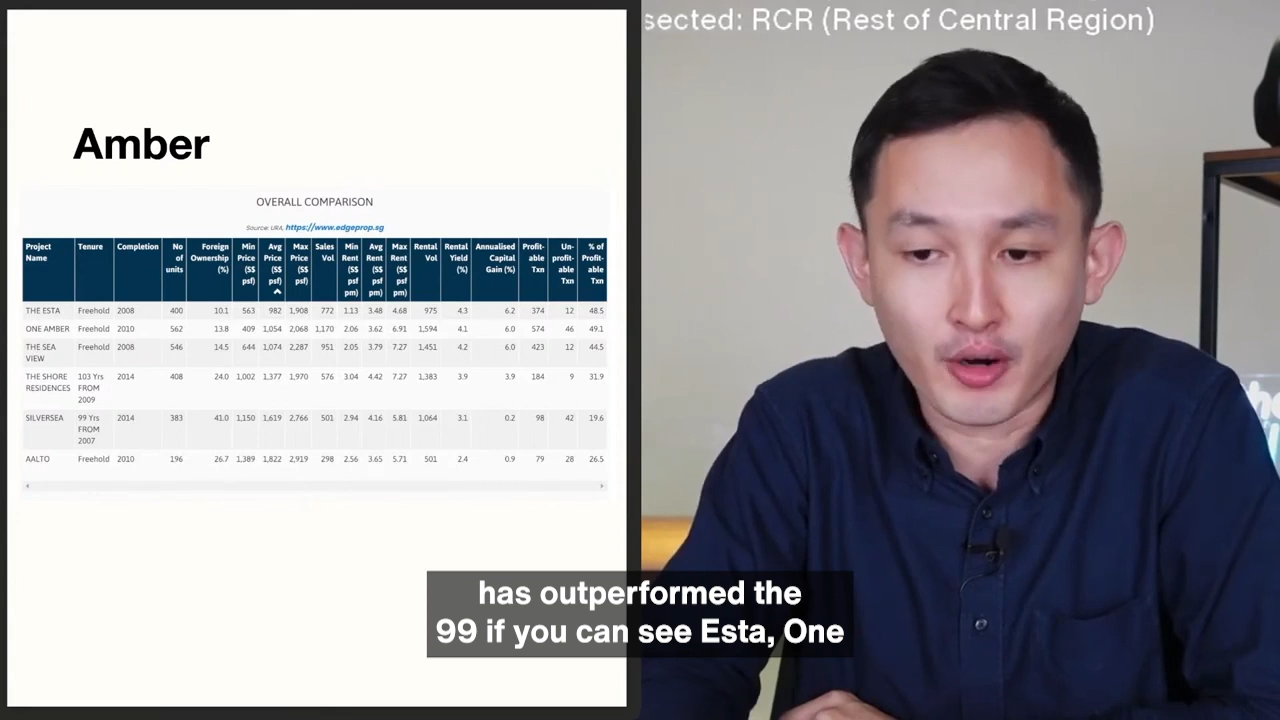 sected: RCR (Rest of Central Region)
Amber
OVERALL COMPARISON
Source: URA, https://www.edgeprop.sg
Project Name Tenure Completion No of units Foreign Ownership (%) Min Price (S$ psf) Avg Price (S$ psf) Max Price (S$ psf) Sales Vol Min Rent (S$ psf pm) Avg Rent (S$ psf pm) Max Rent (S$ psf pm) Rental Vol Rental Yield (%) Annualised Capital Gain (%) Profit-able Txn Un-profit-able Txn % of Profit-able Txn
THE ESTA Freehold 2008 400 10.1 563 982 1,908 772 1.13 3.48 4.68 975 4.3 6.2 374 12 48.5
ONE AMBER Freehold 2010 562 13.8 409 1,054 2,068 1,170 2.06 3.62 6.91 1,594 4.1 6.0 574 46 49.1
THE SEA VIEW Freehold 2008 546 14.5 644 1,074 2,287 951 2.05 3.79 7.27 1,451 4.2 6.0 423 12 44.5
THE SHORE RESIDENCES 103 Yrs FROM 2009 2014 408 24.0 1,002 1,377 1,970 576 3.04 4.42 7.27 1,383 3.9 3.9 184 9 31.9
SILVERSEA 99 Yrs FROM 2007 2014 383 41.0 1,150 1,619 2,766 501 2.94 4.16 5.81 1,064 3.1 0.2 98 42 19.6
AALTO Freehold 2010 196 26.7 1,389 1,822 2,919 298 2.56 3.65 5.71 501 2.4 0.9 79 28 26.5
has outperformed the
99 if you can see Esta, One